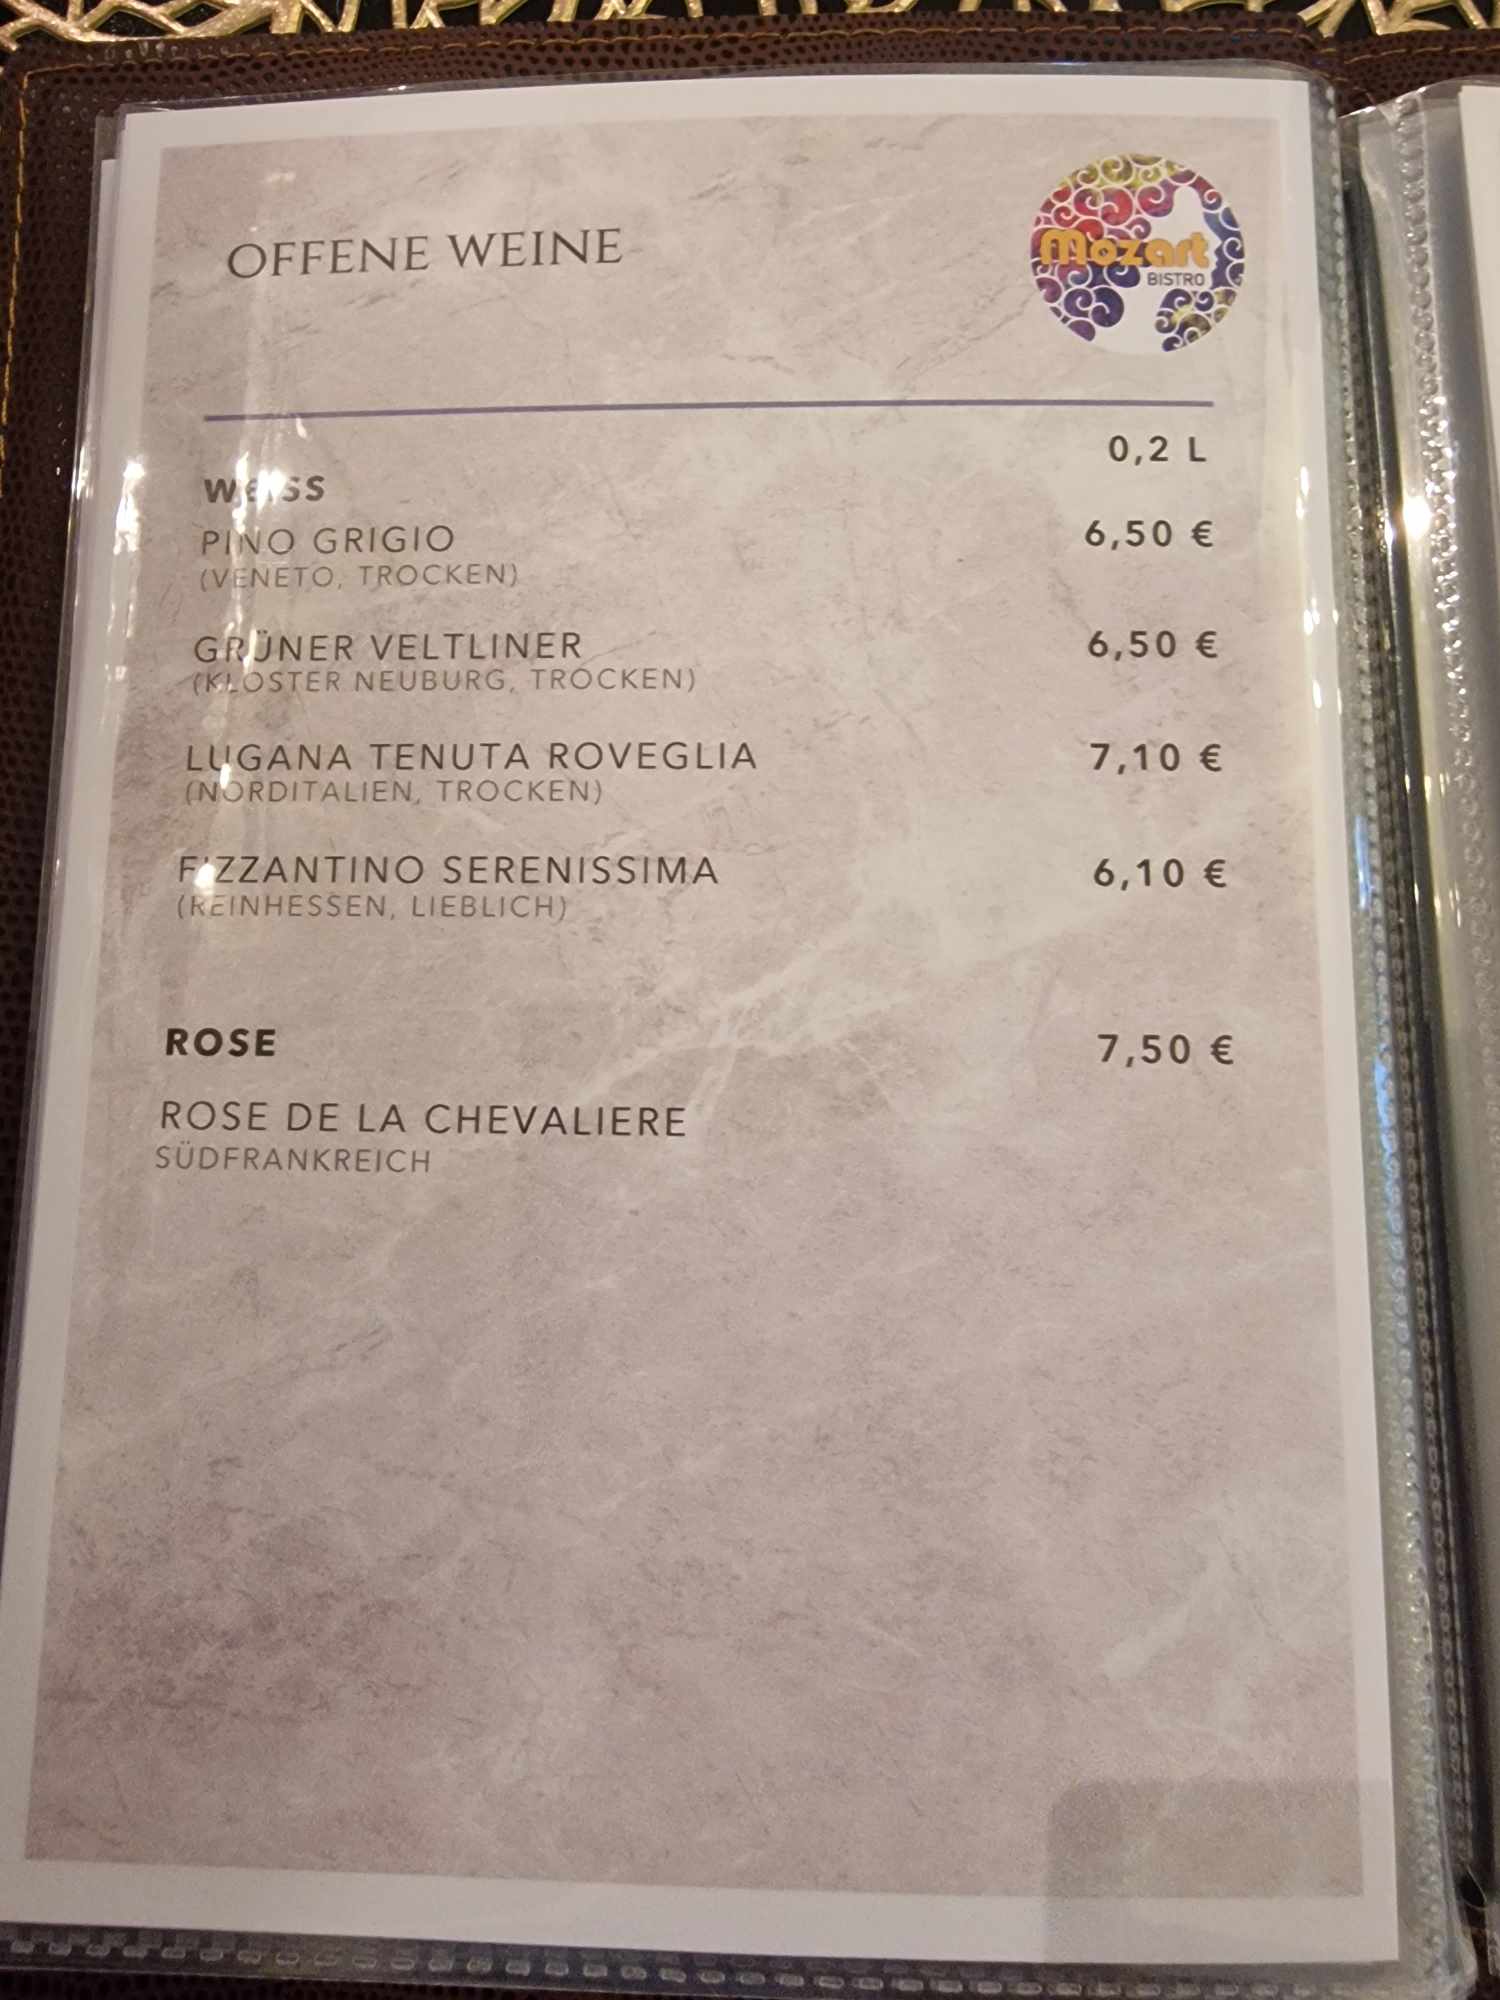 OFFENE WEINE
Mozart
BISTRO
0,2 L
WEISS
PINO GRIGIO 6,50 €
(VENETO, TROCKEN)
GRÜNER VELTLINER 6,50 €
(KLOSTER NEUBURG, TROCKEN)
LUGANA TENUTA ROVEGLIA 7,10 €
(NORDITALIEN, TROCKEN)
FIZZANTINO SERENISSIMA 6,10 €
(REINHESSEN, LIEBLICH)
ROSE 7,50 €
ROSE DE LA CHEVALIERE
SÜDFRANKREICH